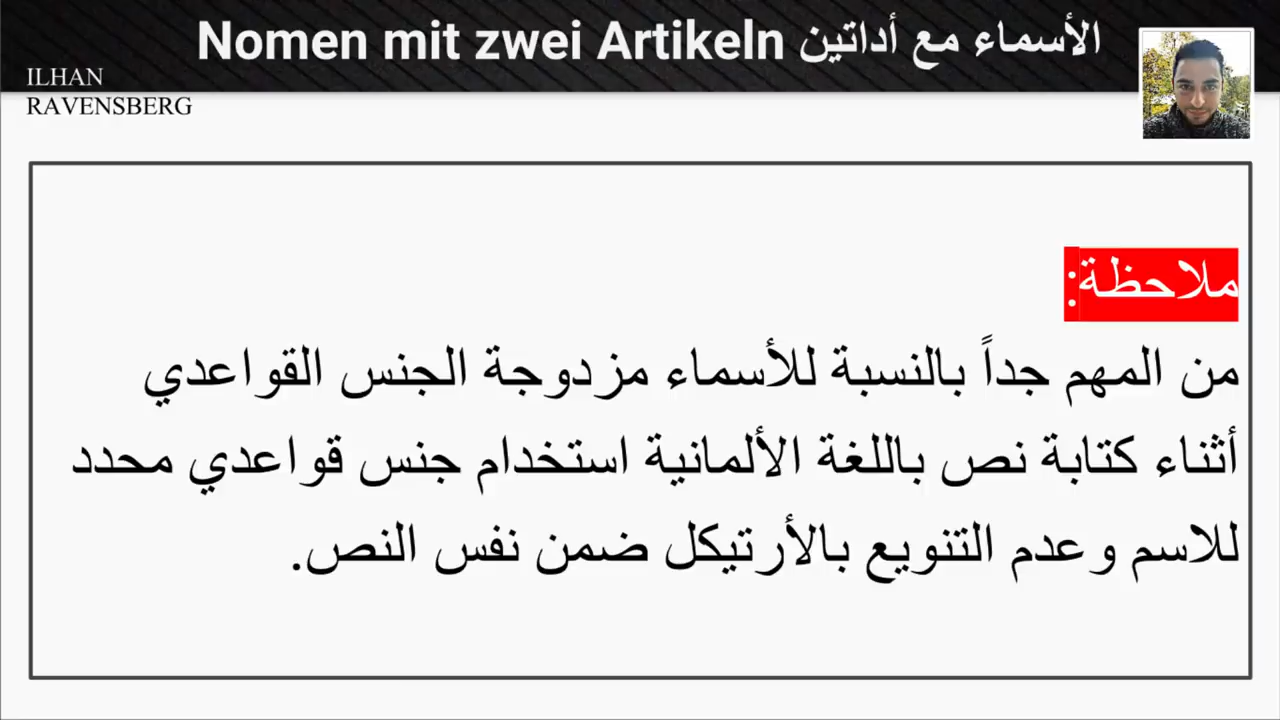 Nomen mit zwei Artikeln الأسماء مع أداتين
ILHAN
RAVENSBERG
ملاحظة:
من المهم جداً بالنسبة للأسماء مزدوجة الجنس القواعدي
أثناء كتابة نص باللغة الألمانية استخدام جنس قواعدي محدد
للاسم وعدم التنويع بالأرتيكل ضمن نفس النص.